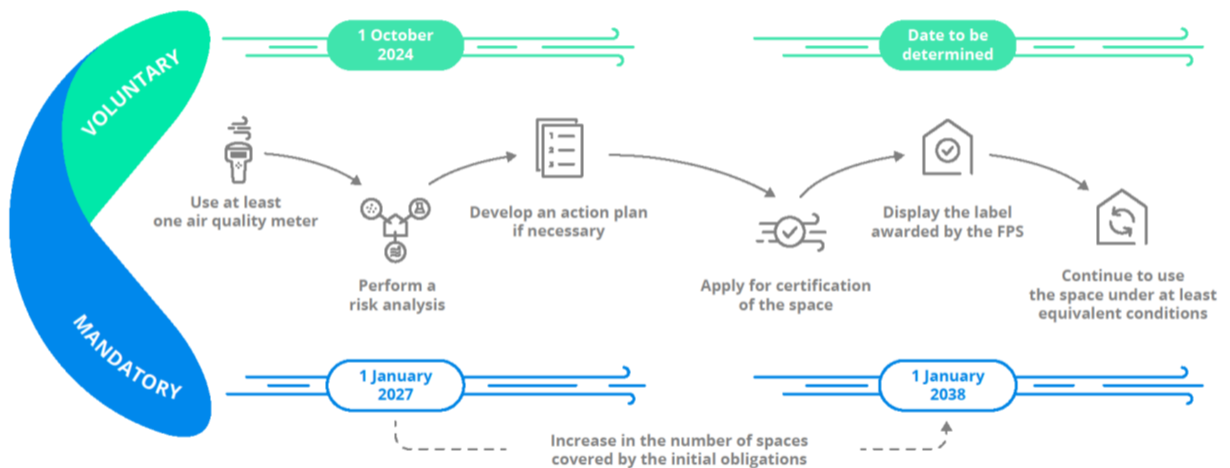 VOLUNTARY
MANDATORY
1 October
2024
Date to be
determined
Use at least
one air quality meter
Perform a
risk analysis
1
2
3
Develop an action plan
if necessary
Apply for certification
of the space
Display the label
awarded by the FPS
Continue to use
the space under at least
equivalent conditions
1 January
2027
1 January
2038
Increase in the number of spaces
covered by the initial obligations